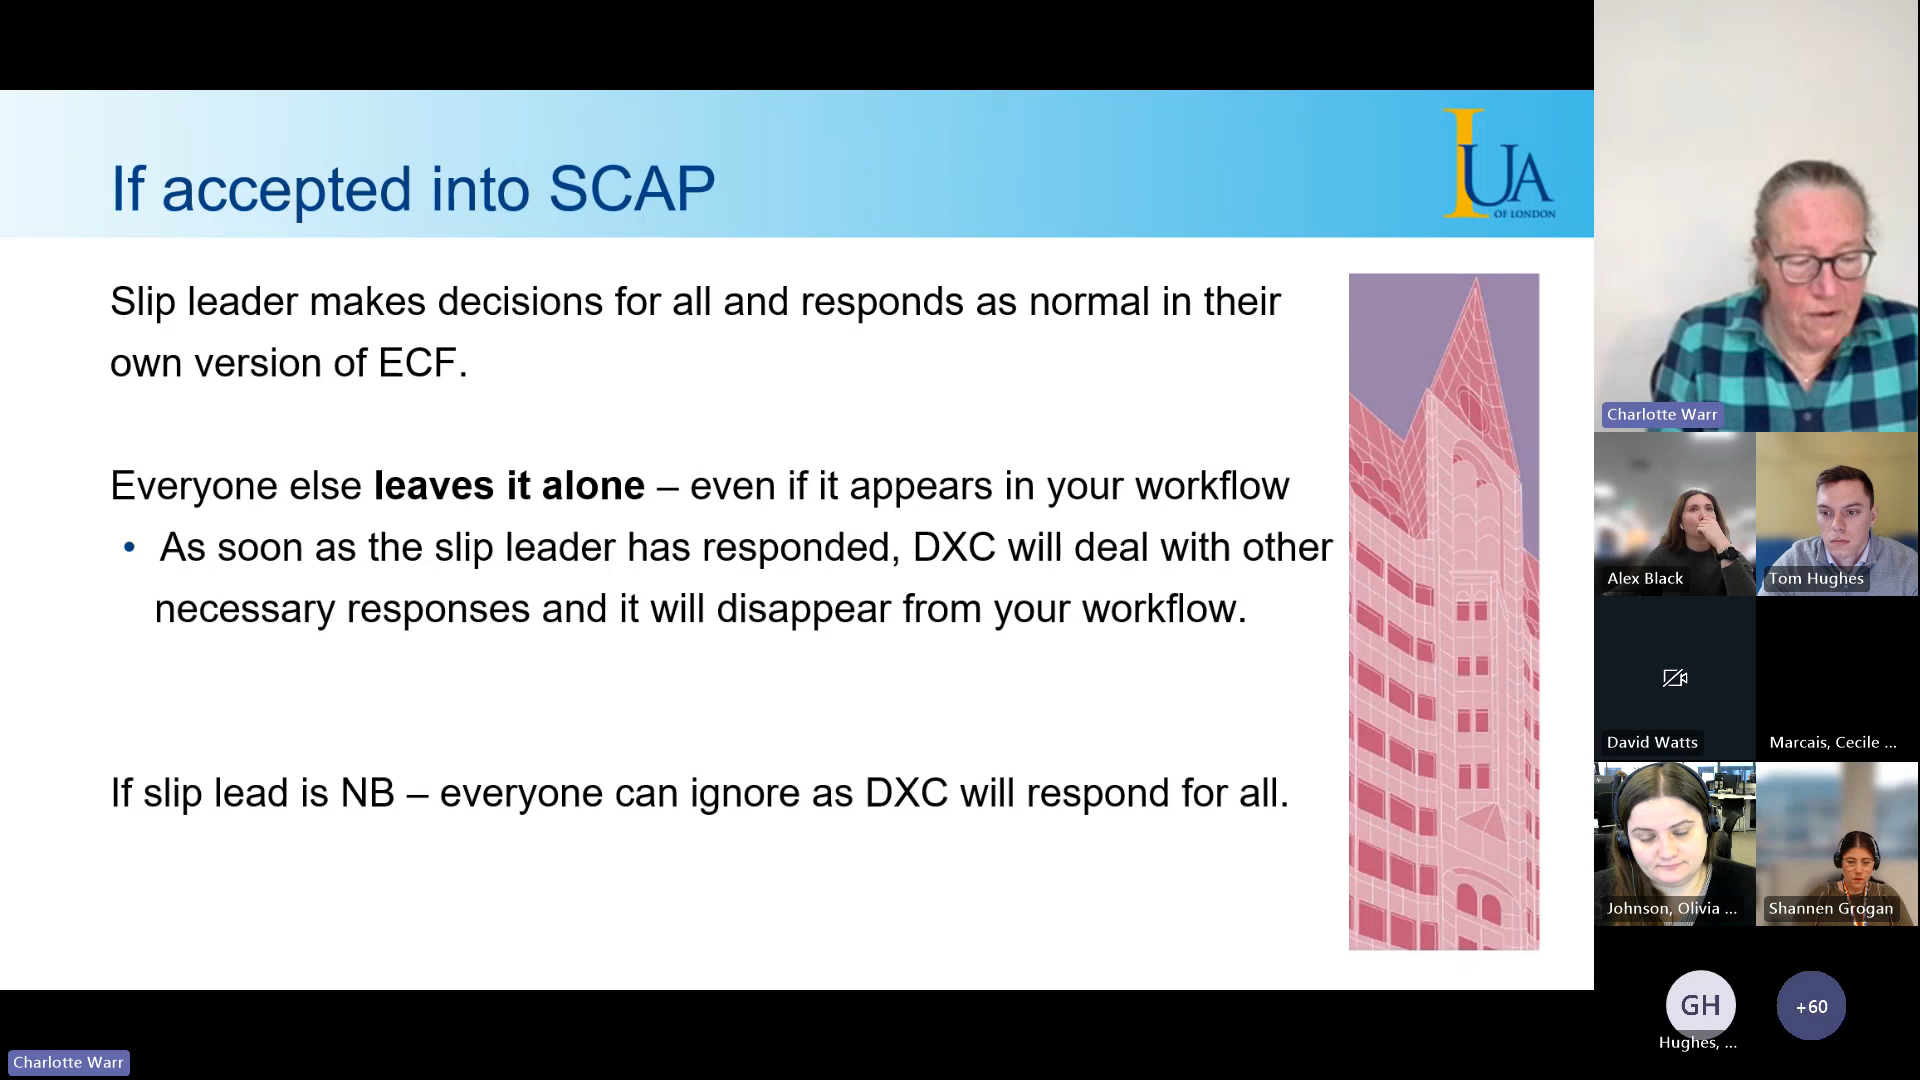 If accepted into SCAP
IUA
OF LONDON
Slip leader makes decisions for all and responds as normal in their
own version of ECF.
Everyone else leaves it alone – even if it appears in your workflow
• As soon as the slip leader has responded, DXC will deal with other
necessary responses and it will disappear from your workflow.
If slip lead is NB – everyone can ignore as DXC will respond for all.
Charlotte Warr
Alex Black
Tom Hughes
David Watts
Marcais, Cecile ...
Johnson, Olivia ...
Shannen Grogan
GH
+60
Hughes, ...
Charlotte Warr